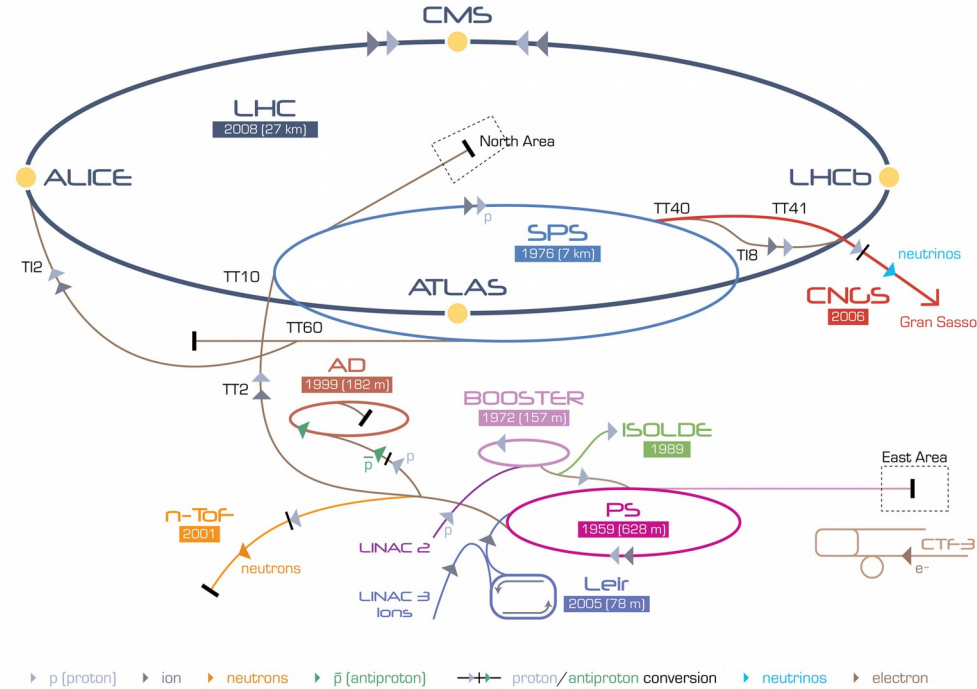 CMS
LHC
2008 (27 km)
North Area
ALICE
LHCb
TT40
TT41
p
SPS
1976 (7 km)
TI8
neutrinos
TI2
TT10
ATLAS
CNGS
2006
Gran Sasso
TT60
AD
1999 (182 m)
TT2
BOOSTER
1972 (157 m)
ISOLDE
1989
p̅
p
East Area
n-ToF
2001
PS
1959 (628 m)
p
LINAC 2
neutrons
CTF-3
e-
LINAC 3
Ions
Leir
2005 (78 m)
p (proton)
ion
neutrons
p̅ (antiproton)
proton/antiproton conversion
neutrinos
electron